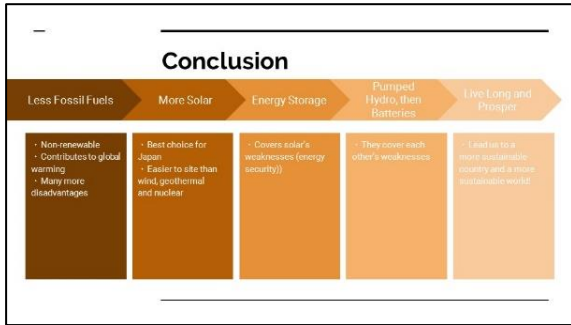 Conclusion
Less Fossil Fuels
More Solar
Energy Storage
Pumped
Hydro, then
Batteries
Live Long and
Prosper
· Non-renewable
· Contributes to global
warming
· Many more
disadvantages
· Best choice for
Japan
· Easier to site than
wind, geothermal
and nuclear
· Covers solar's
weaknesses (energy
security))
· They cover each
other's weaknesses
· Lead us to a
more sustainable
country and a more
sustainable world!